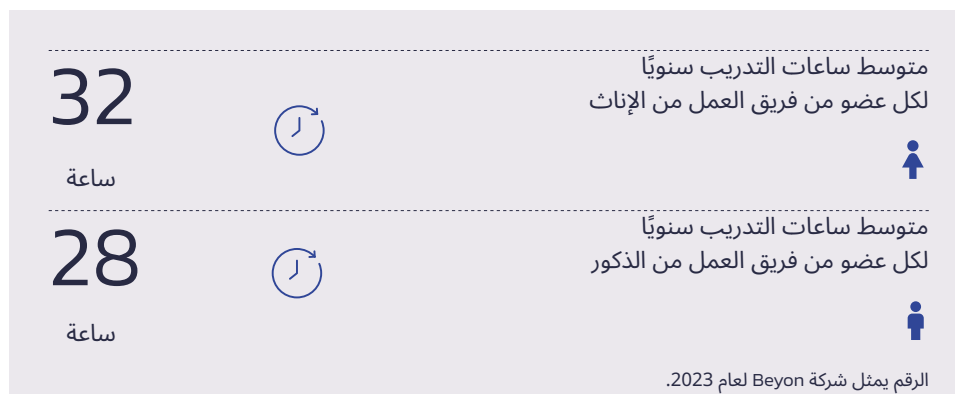 متوسط ساعات التدريب سنويًا
لكل عضو من فريق العمل من الإناث
32
ساعة
متوسط ساعات التدريب سنويًا
لكل عضو من فريق العمل من الذكور
28
ساعة
الرقم يمثل شركة Beyon لعام 2023.